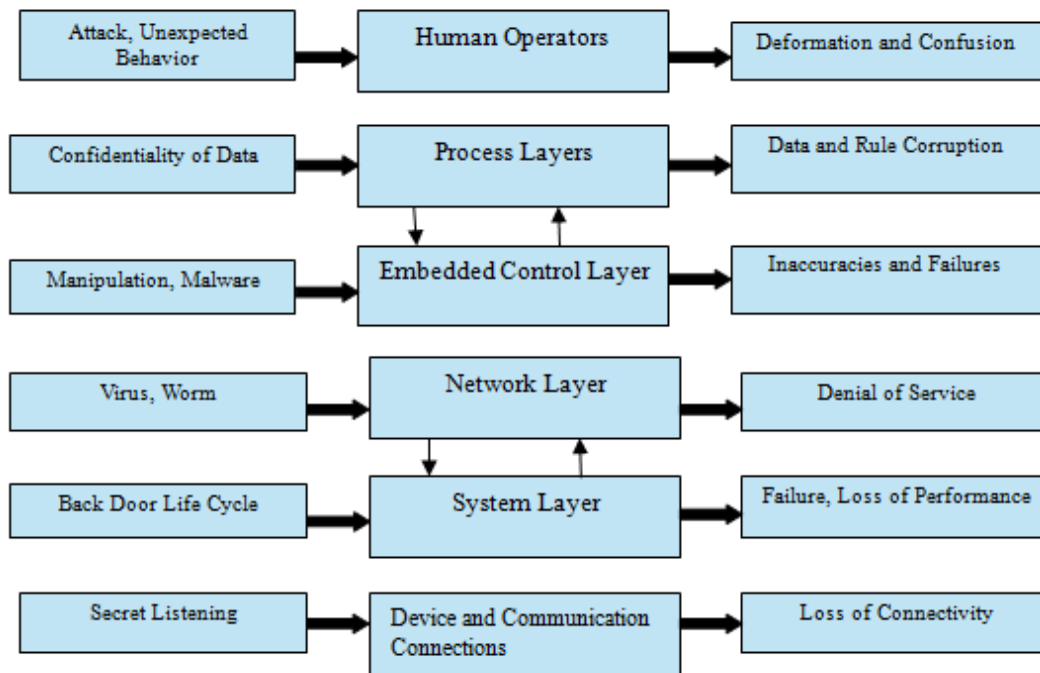 Attack, Unexpected
Behavior
Human Operators
Deformation and Confusion
Confidentiality of Data
Process Layers
Data and Rule Corruption
Manipulation, Malware
Embedded Control Layer
Inaccuracies and Failures
Virus, Worm
Network Layer
Denial of Service
Back Door Life Cycle
System Layer
Failure, Loss of Performance
Secret Listening
Device and Communication
Connections
Loss of Connectivity